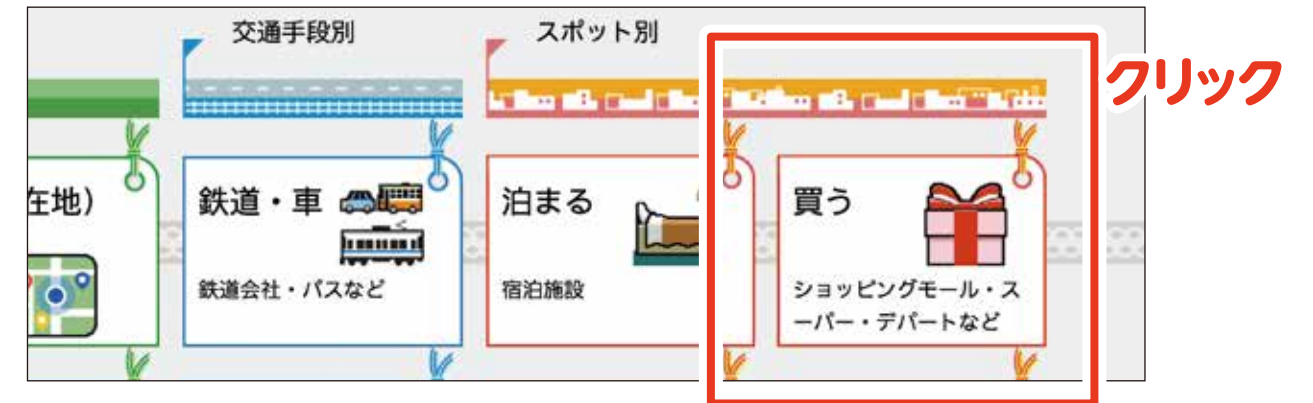 交通手段別
スポット別
クリック
在地）
鉄道・車
鉄道会社・バスなど
泊まる
宿泊施設
買う
ショッピングモール・ス
ーパー・デパートなど